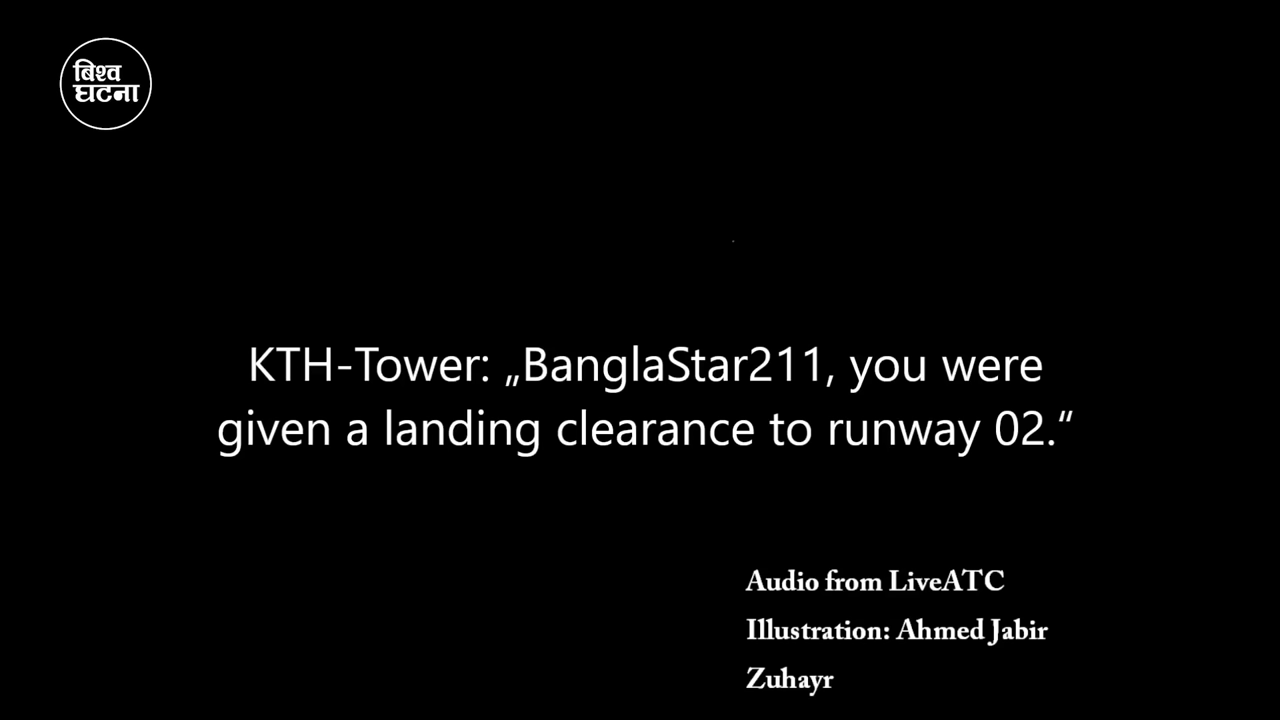 बिश्व
घटना
KTH-Tower: „BanglaStar211, you were
given a landing clearance to runway 02.“
Audio from LiveATC
Illustration: Ahmed Jabir
Zuhayr